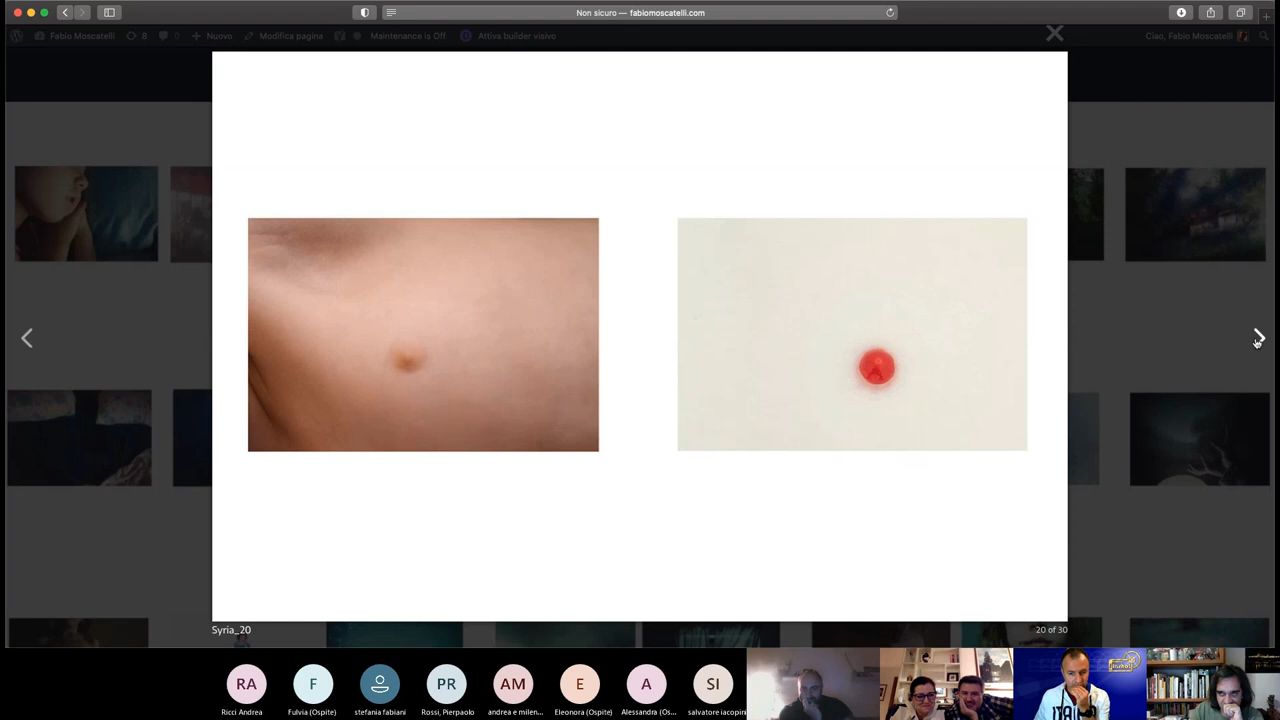 Non sicuro — fabiomoscatelli.com
Fabio Moscatelli
8
0
Nuovo
Modifica pagina
Maintenance is Off
Attiva builder visivo
Ciao, Fabio Moscatelli
Syria_20
20 of 30
RA
F
PR
AM
E
A
SI
Ricci Andrea
Fulvia (Ospite)
stefania fabiani
Rossi, Pierpaolo
andrea e milen...
Eleonora (Ospite)
Alessandra (Os...
salvatore iacopin
ITALIA